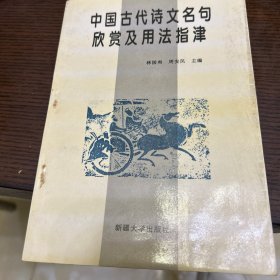 中国古代诗文名句
欣赏及用法指津
主编
新疆大学出版社